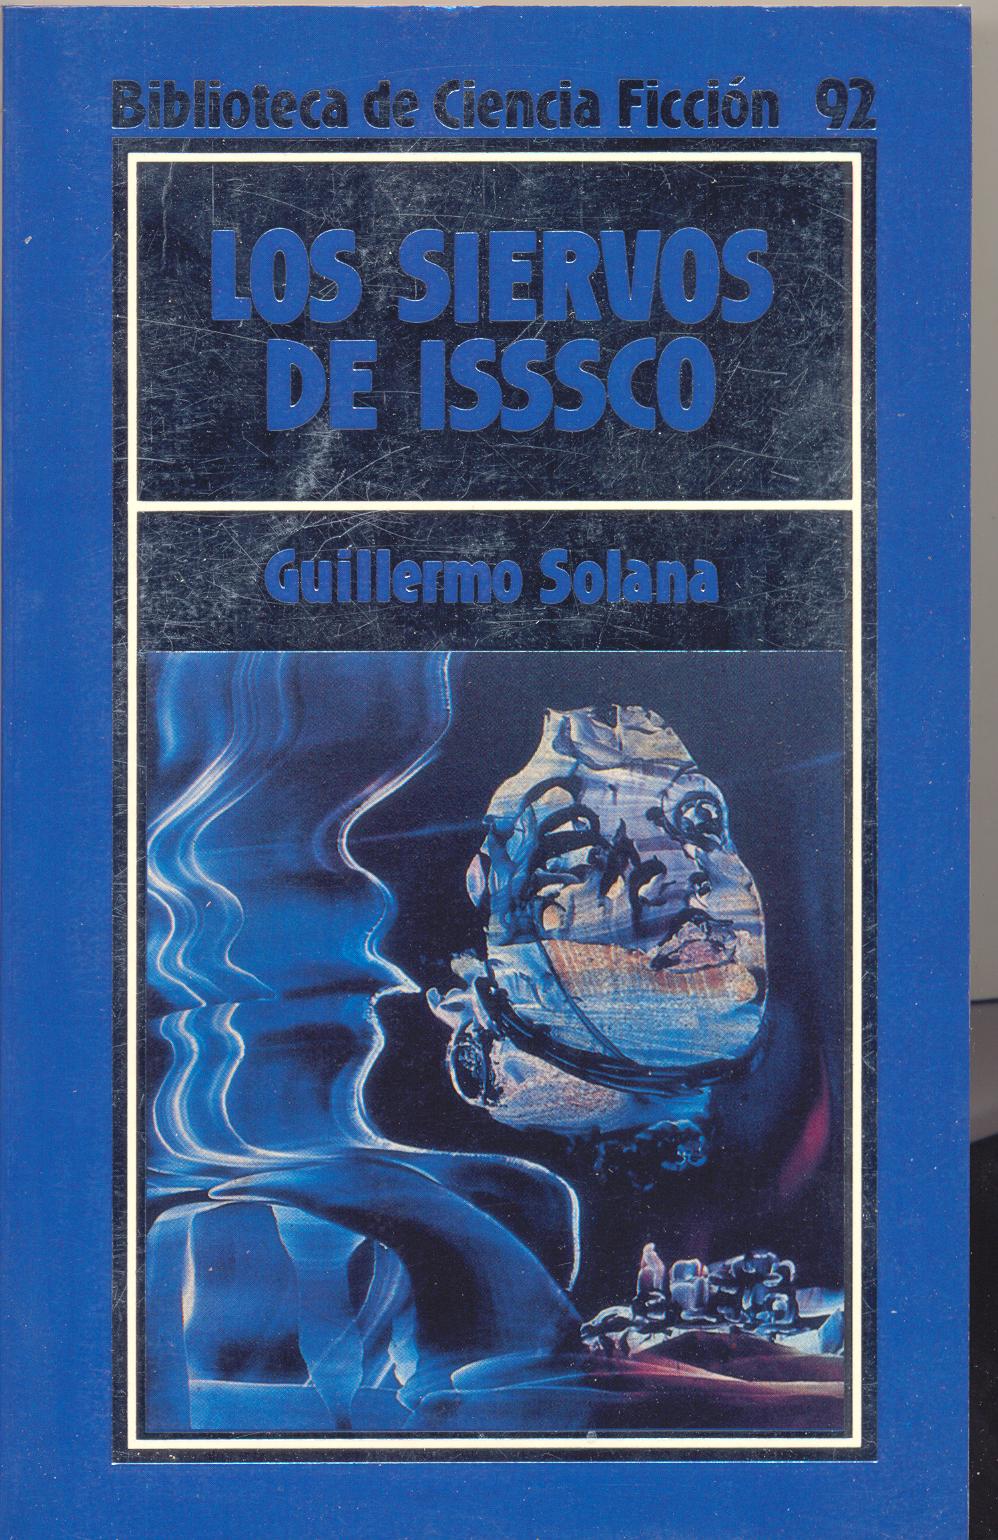 Biblioteca de Ciencia Ficción 92
LOS SIERVOS
DE ISSSCO
Guillermo Solana